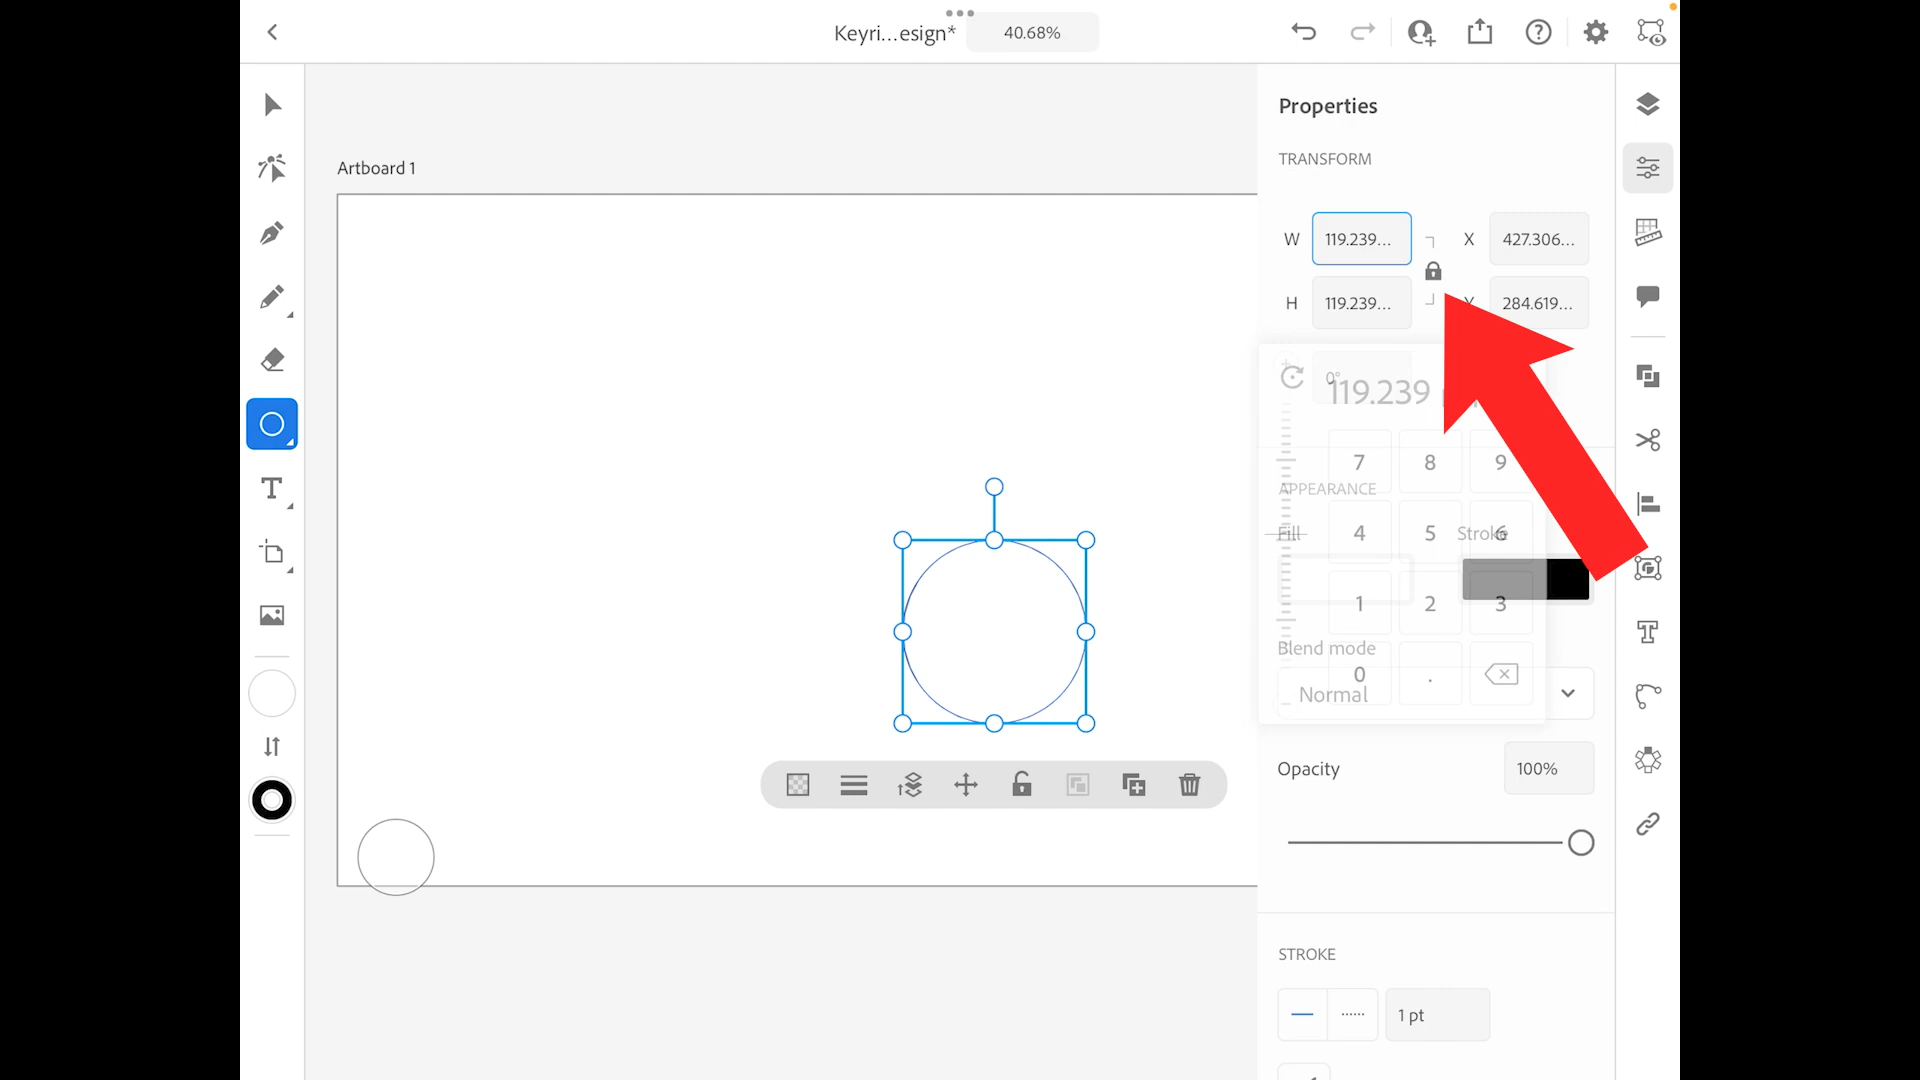 Keyri...esign*
40.68%
Properties
TRANSFORM
Artboard 1
W 119.239... X 427.306...
H 119.239... Y 284.619...
0°
119.239
7 8 9
APPEARANCE
Fill
4 5 6
Stroke
1 2 3
Blend mode
0 .
Normal
Opacity 100%
STROKE
1 pt